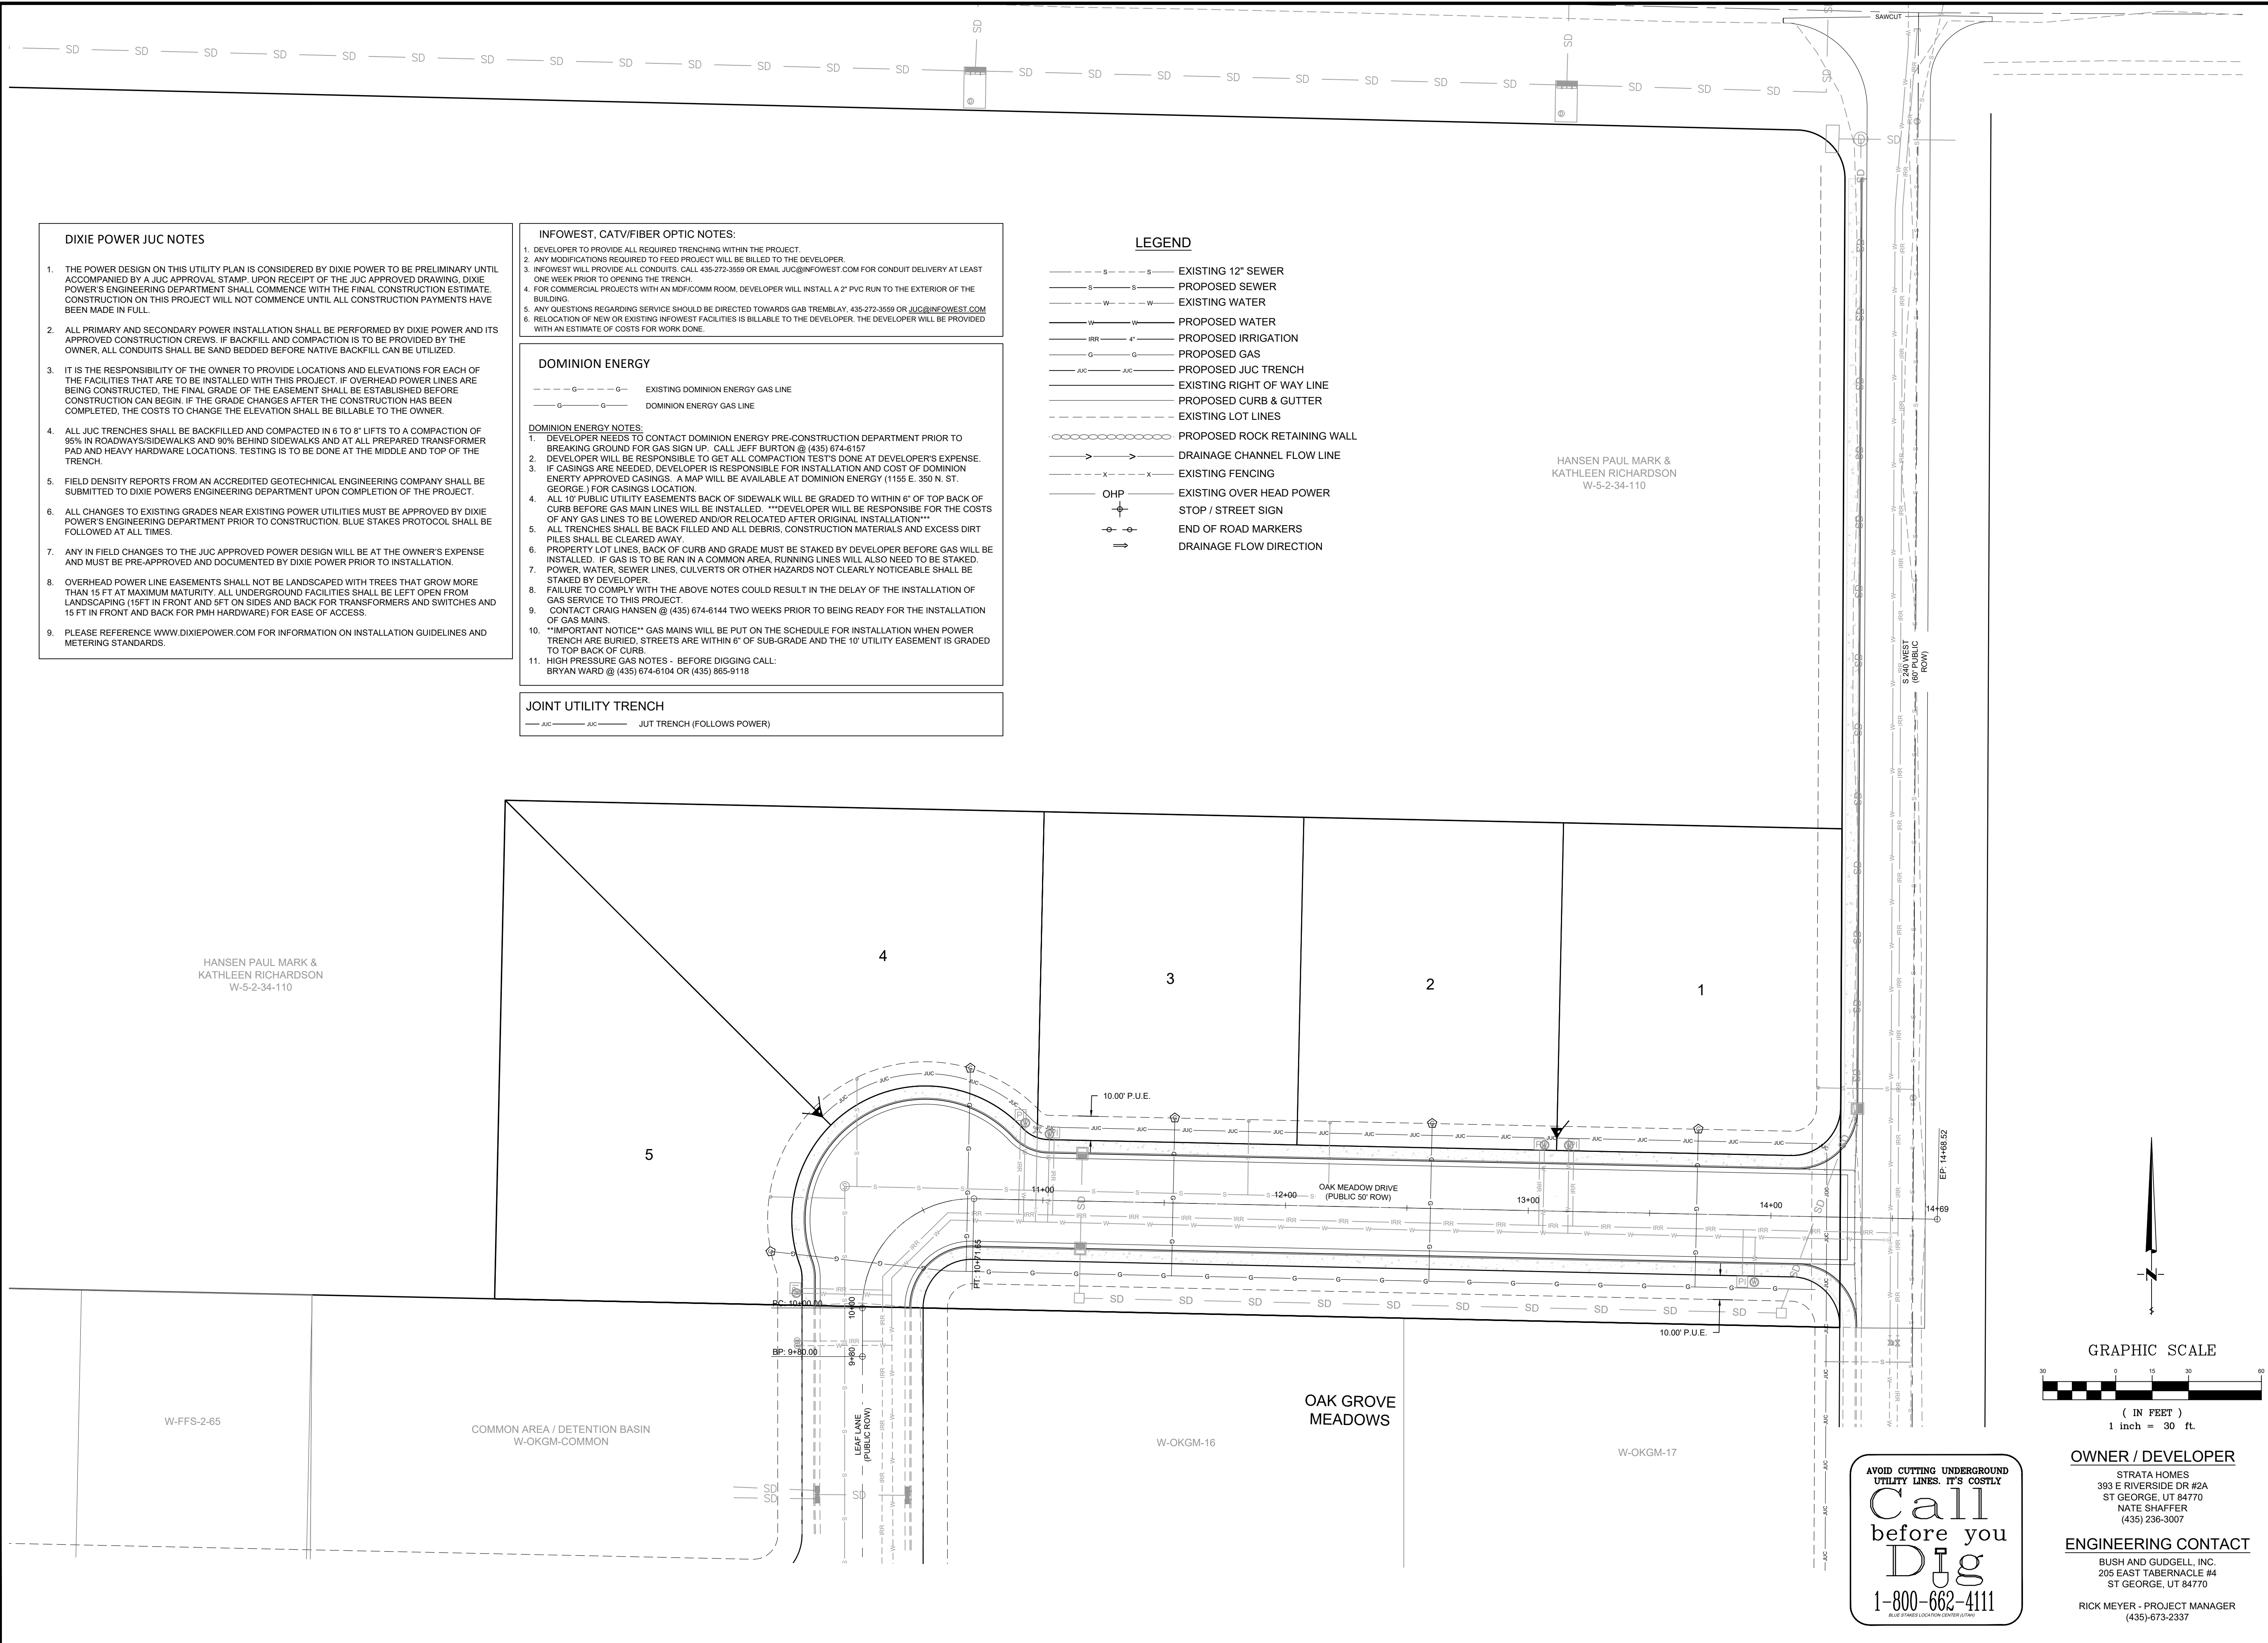 SAWCUT
DIXIE POWER JUC NOTES
1. THE POWER DESIGN ON THIS UTILITY PLAN IS CONSIDERED BY DIXIE POWER TO BE PRELIMINARY UNTIL
ACCOMPANIED BY A JUC APPROVAL STAMP. UPON RECEIPT OF THE JUC APPROVED DRAWING, DIXIE
POWER'S ENGINEERING DEPARTMENT SHALL COMMENCE WITH THE FINAL CONSTRUCTION ESTIMATE.
CONSTRUCTION ON THIS PROJECT WILL NOT COMMENCE UNTIL ALL CONSTRUCTION PAYMENTS HAVE
BEEN MADE IN FULL.
2. ALL PRIMARY AND SECONDARY POWER INSTALLATION SHALL BE PERFORMED BY DIXIE POWER AND ITS
APPROVED CONSTRUCTION CREWS. IF BACKFILL AND COMPACTION IS TO BE PROVIDED BY THE
OWNER, ALL CONDUITS SHALL BE SAND BEDDED BEFORE NATIVE BACKFILL CAN BE UTILIZED.
3. IT IS THE RESPONSIBILITY OF THE OWNER TO PROVIDE LOCATIONS AND ELEVATIONS FOR EACH OF
THE FACILITIES THAT ARE TO BE INSTALLED WITH THIS PROJECT. IF OVERHEAD POWER LINES ARE
BEING CONSTRUCTED, THE FINAL GRADE OF THE EASEMENT SHALL BE ESTABLISHED BEFORE
CONSTRUCTION CAN BEGIN. IF THE GRADE CHANGES AFTER THE CONSTRUCTION HAS BEEN
COMPLETED, THE COSTS TO CHANGE THE ELEVATION SHALL BE BILLABLE TO THE OWNER.
4. ALL JUC TRENCHES SHALL BE BACKFILLED AND COMPACTED IN 6 TO 8" LIFTS TO A COMPACTION OF
95% IN ROADWAYS/SIDEWALKS AND 90% BEHIND SIDEWALKS AND AT ALL PREPARED TRANSFORMER
PAD AND HEAVY HARDWARE LOCATIONS. TESTING IS TO BE DONE AT THE MIDDLE AND TOP OF THE
TRENCH.
5. FIELD DENSITY REPORTS FROM AN ACCREDITED GEOTECHNICAL ENGINEERING COMPANY SHALL BE
SUBMITTED TO DIXIE POWERS ENGINEERING DEPARTMENT UPON COMPLETION OF THE PROJECT.
6. ALL CHANGES TO EXISTING GRADES NEAR EXISTING POWER UTILITIES MUST BE APPROVED BY DIXIE
POWER'S ENGINEERING DEPARTMENT PRIOR TO CONSTRUCTION. BLUE STAKES PROTOCOL SHALL BE
FOLLOWED AT ALL TIMES.
7. ANY IN FIELD CHANGES TO THE JUC APPROVED POWER DESIGN WILL BE AT THE OWNER'S EXPENSE
AND MUST BE PRE-APPROVED AND DOCUMENTED BY DIXIE POWER PRIOR TO INSTALLATION.
8. OVERHEAD POWER LINE EASEMENTS SHALL NOT BE LANDSCAPED WITH TREES THAT GROW MORE
THAN 15 FT AT MAXIMUM MATURITY. ALL UNDERGROUND FACILITIES SHALL BE LEFT OPEN FROM
LANDSCAPING (15FT IN FRONT AND 5FT ON SIDES AND BACK FOR TRANSFORMERS AND SWITCHES AND
15 FT IN FRONT AND BACK FOR PMH HARDWARE) FOR EASE OF ACCESS.
9. PLEASE REFERENCE WWW.DIXIEPOWER.COM FOR INFORMATION ON INSTALLATION GUIDELINES AND
METERING STANDARDS.
INFOWEST, CATV/FIBER OPTIC NOTES:
1. DEVELOPER TO PROVIDE ALL REQUIRED TRENCHING WITHIN THE PROJECT.
2. ANY MODIFICATIONS REQUIRED TO FEED PROJECT WILL BE BILLED TO THE DEVELOPER.
3. INFOWEST WILL PROVIDE ALL CONDUITS. CALL 435-272-3559 OR EMAIL JUC@INFOWEST.COM FOR CONDUIT DELIVERY AT LEAST
ONE WEEK PRIOR TO OPENING THE TRENCH.
4. FOR COMMERCIAL PROJECTS WITH AN MDF/COMM ROOM, DEVELOPER WILL INSTALL A 2" PVC RUN TO THE EXTERIOR OF THE
BUILDING.
5. ANY QUESTIONS REGARDING SERVICE SHOULD BE DIRECTED TOWARDS GAB TREMBLAY, 435-272-3559 OR JUC@INFOWEST.COM
6. RELOCATION OF NEW OR EXISTING INFOWEST FACILITIES IS BILLABLE TO THE DEVELOPER. THE DEVELOPER WILL BE PROVIDED
WITH AN ESTIMATE OF COSTS FOR WORK DONE.
DOMINION ENERGY
G G EXISTING DOMINION ENERGY GAS LINE
G G DOMINION ENERGY GAS LINE
DOMINION ENERGY NOTES:
1. DEVELOPER NEEDS TO CONTACT DOMINION ENERGY PRE-CONSTRUCTION DEPARTMENT PRIOR TO
BREAKING GROUND FOR GAS SIGN UP. CALL JEFF BURTON @ (435) 674-6157
2. DEVELOPER WILL BE RESPONSIBLE TO GET ALL COMPACTION TEST'S DONE AT DEVELOPER'S EXPENSE.
3. IF CASINGS ARE NEEDED, DEVELOPER IS RESPONSIBLE FOR INSTALLATION AND COST OF DOMINION
ENERTY APPROVED CASINGS. A MAP WILL BE AVAILABLE AT DOMINION ENERGY (1155 E. 350 N. ST.
GEORGE.) FOR CASINGS LOCATION.
4. ALL 10' PUBLIC UTILITY EASEMENTS BACK OF SIDEWALK WILL BE GRADED TO WITHIN 6" OF TOP BACK OF
CURB BEFORE GAS MAIN LINES WILL BE INSTALLED. ***DEVELOPER WILL BE RESPONSIBE FOR THE COSTS
OF ANY GAS LINES TO BE LOWERED AND/OR RELOCATED AFTER ORIGINAL INSTALLATION***
5. ALL TRENCHES SHALL BE BACK FILLED AND ALL DEBRIS, CONSTRUCTION MATERIALS AND EXCESS DIRT
PILES SHALL BE CLEARED AWAY.
6. PROPERTY LOT LINES, BACK OF CURB AND GRADE MUST BE STAKED BY DEVELOPER BEFORE GAS WILL BE
INSTALLED. IF GAS IS TO BE RAN IN A COMMON AREA, RUNNING LINES WILL ALSO NEED TO BE STAKED.
7. POWER, WATER, SEWER LINES, CULVERTS OR OTHER HAZARDS NOT CLEARLY NOTICEABLE SHALL BE
STAKED BY DEVELOPER.
8. FAILURE TO COMPLY WITH THE ABOVE NOTES COULD RESULT IN THE DELAY OF THE INSTALLATION OF
GAS SERVICE TO THIS PROJECT.
9. CONTACT CRAIG HANSEN @ (435) 674-6144 TWO WEEKS PRIOR TO BEING READY FOR THE INSTALLATION
OF GAS MAINS.
10. **IMPORTANT NOTICE** GAS MAINS WILL BE PUT ON THE SCHEDULE FOR INSTALLATION WHEN POWER
TRENCH ARE BURIED, STREETS ARE WITHIN 6" OF SUB-GRADE AND THE 10' UTILITY EASEMENT IS GRADED
TO TOP BACK OF CURB.
11. HIGH PRESSURE GAS NOTES - BEFORE DIGGING CALL:
BRYAN WARD @ (435) 674-6104 OR (435) 865-9118
JOINT UTILITY TRENCH
JUC JUC JUT TRENCH (FOLLOWS POWER)
LEGEND
S S EXISTING 12" SEWER
S S PROPOSED SEWER
W W EXISTING WATER
W W PROPOSED WATER
IRR 4" PROPOSED IRRIGATION
G G PROPOSED GAS
JUC JUC PROPOSED JUC TRENCH
EXISTING RIGHT OF WAY LINE
PROPOSED CURB & GUTTER
EXISTING LOT LINES
PROPOSED ROCK RETAINING WALL
DRAINAGE CHANNEL FLOW LINE
X X EXISTING FENCING
OHP EXISTING OVER HEAD POWER
STOP / STREET SIGN
END OF ROAD MARKERS
DRAINAGE FLOW DIRECTION
HANSEN PAUL MARK &
KATHLEEN RICHARDSON
W-5-2-34-110
S 240 WEST
(60' PUBLIC
ROW)
HANSEN PAUL MARK &
KATHLEEN RICHARDSON
W-5-2-34-110
4
3
2
1
5
10.00' P.U.E.
OAK MEADOW DRIVE
(PUBLIC 50' ROW)
11+00
12+00
13+00
14+00
14+69
EP: 14+68.52
PT: 10+71.65
PC: 10+00.00
10+00
BP: 9+80.00
9+80
10.00' P.U.E.
LEAF LANE
(PUBLIC ROW)
OAK GROVE
MEADOWS
W-FFS-2-65
COMMON AREA / DETENTION BASIN
W-OKGM-COMMON
W-OKGM-16
W-OKGM-17
N
GRAPHIC SCALE
30 0 15 30 60
( IN FEET )
1 inch = 30 ft.
OWNER / DEVELOPER
STRATA HOMES
393 E RIVERSIDE DR #2A
ST GEORGE, UT 84770
NATE SHAFFER
(435) 236-3007
ENGINEERING CONTACT
BUSH AND GUDGELL, INC.
205 EAST TABERNACLE #4
ST GEORGE, UT 84770
RICK MEYER - PROJECT MANAGER
(435)-673-2337
AVOID CUTTING UNDERGROUND
UTILITY LINES. IT'S COSTLY
Call
before you
Dig
1-800-662-4111
BLUE STAKES LOCATION CENTER (UTAH)